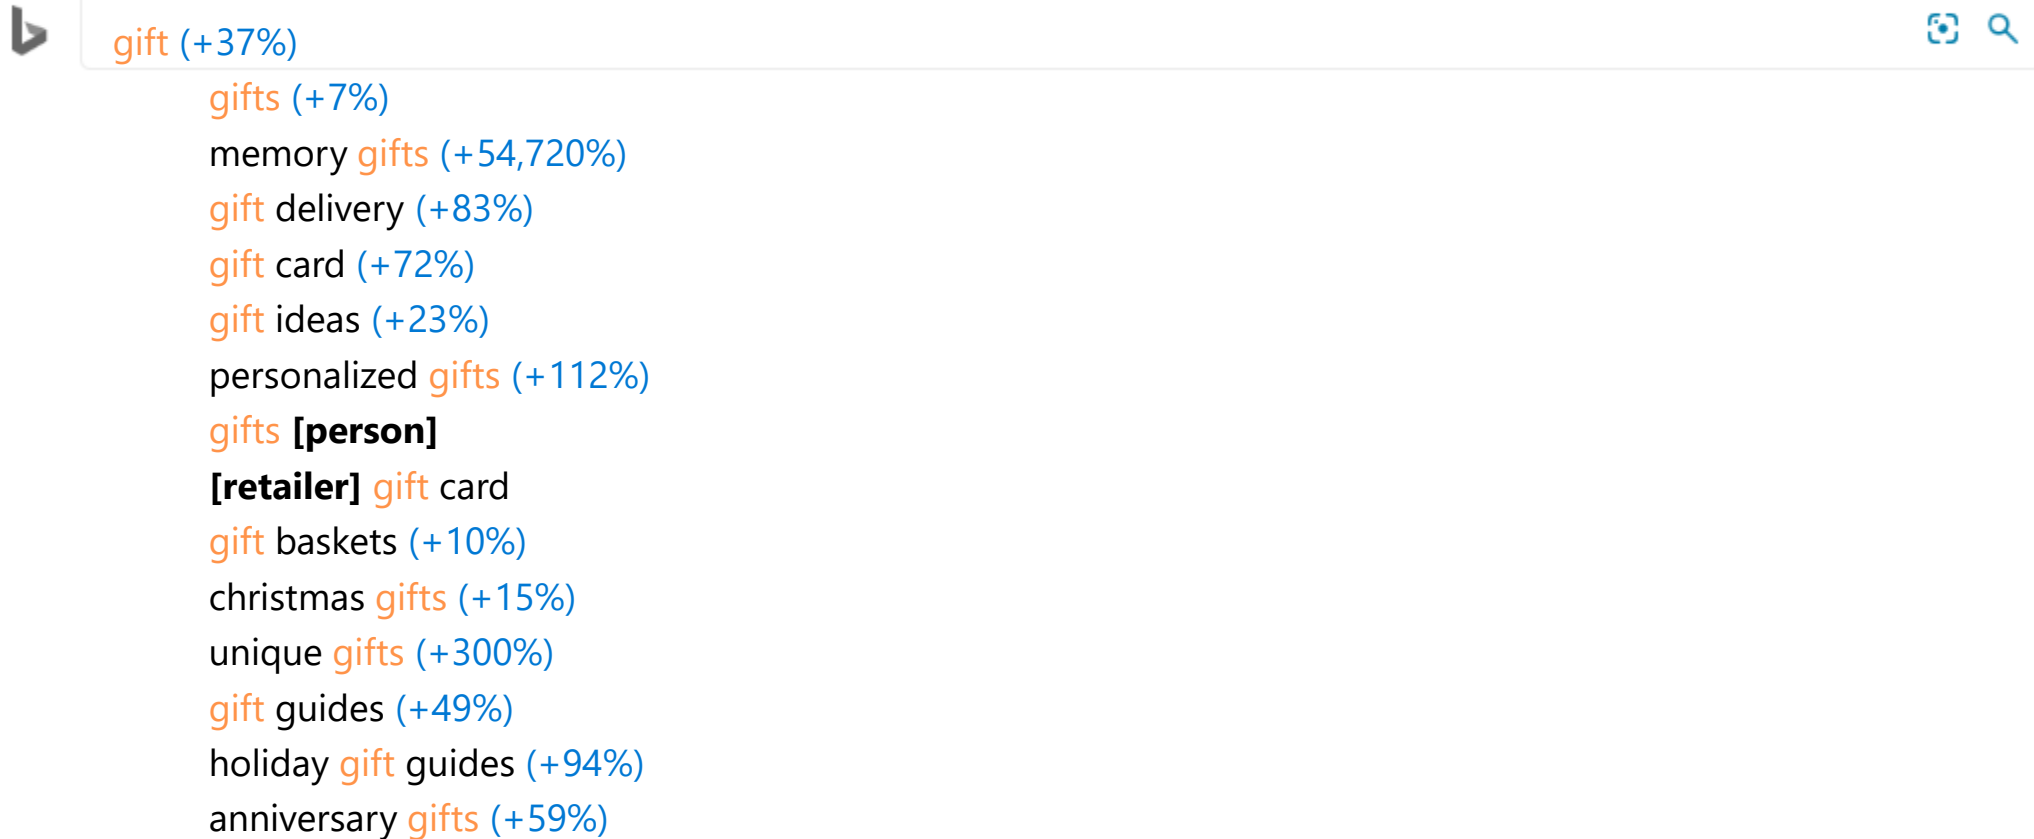 gift (+37%)
gifts (+7%)
memory gifts (+54,720%)
gift delivery (+83%)
gift card (+72%)
gift ideas (+23%)
personalized gifts (+112%)
gifts [person]
[retailer] gift card
gift baskets (+10%)
christmas gifts (+15%)
unique gifts (+300%)
gift guides (+49%)
holiday gift guides (+94%)
anniversary gifts (+59%)